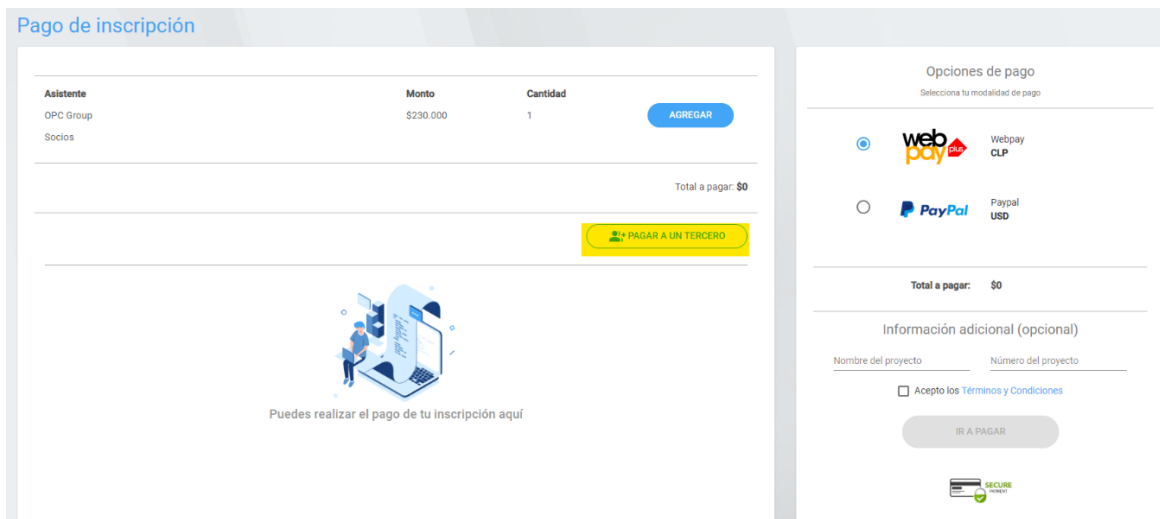 Pago de inscripción
Asistente Monto Cantidad
OPC Group $230.000 1 AGREGAR
Socios
Total a pagar: $0
PAGAR A UN TERCERO
Puedes realizar el pago de tu inscripción aquí
Opciones de pago
Selecciona tu modalidad de pago
web pay plus
Webpay
CLP
PayPal
Paypal
USD
Total a pagar: $0
Información adicional (opcional)
Nombre del proyecto Número del proyecto
Acepto los Términos y Condiciones
IR A PAGAR
SECURE
PAYMENT